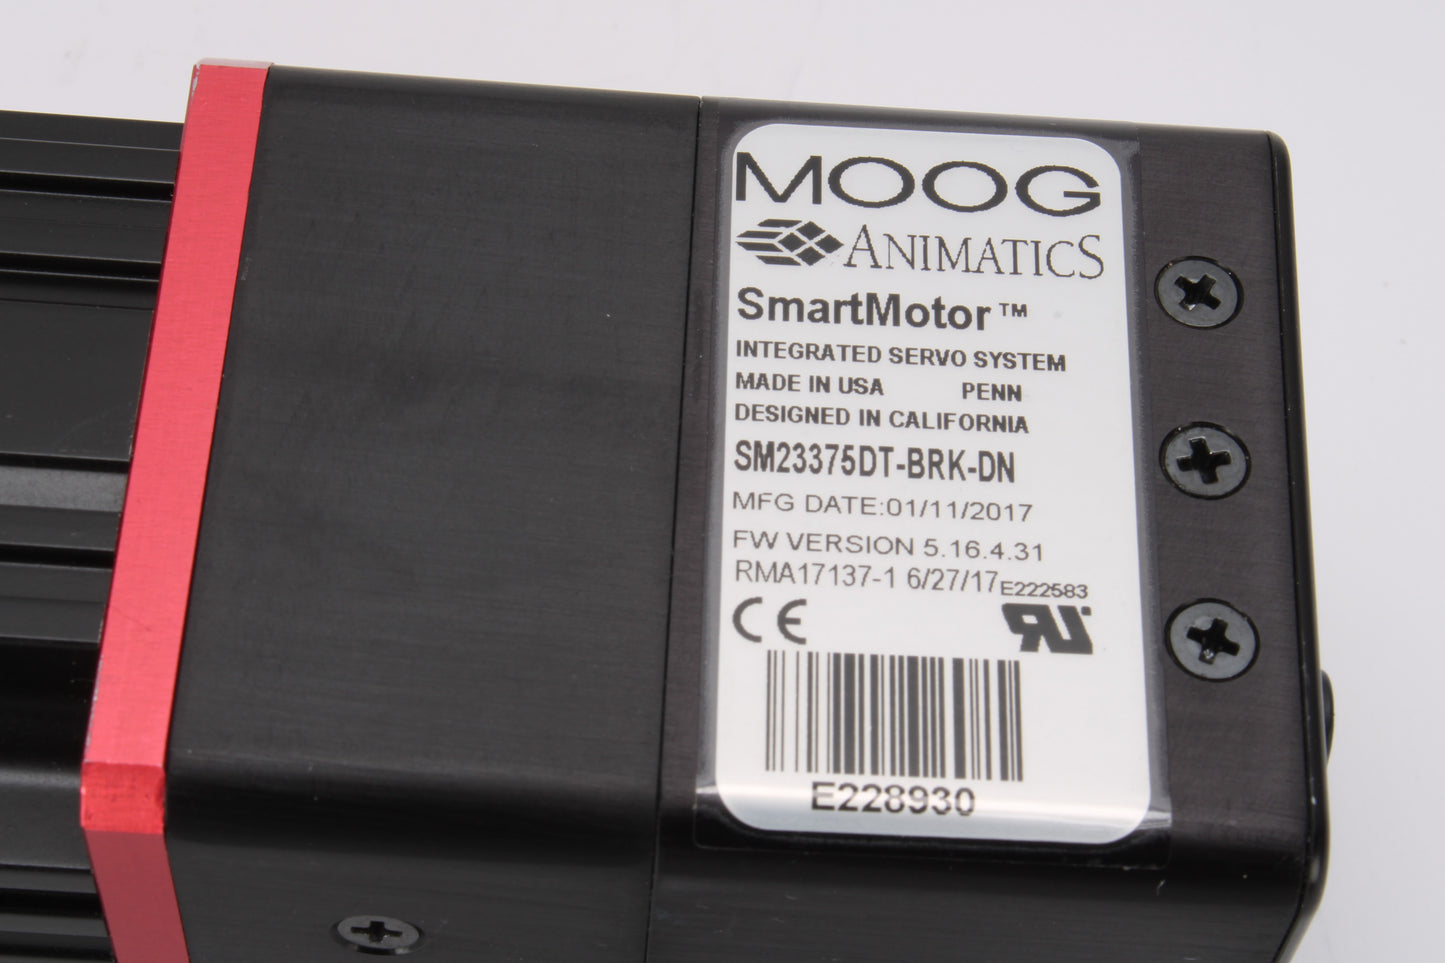 MOOG
ANIMATICS
SmartMotor™
INTEGRATED SERVO SYSTEM
MADE IN USA PENN
DESIGNED IN CALIFORNIA
SM23375DT-BRK-DN
MFG DATE:01/11/2017
FW VERSION 5.16.4.31
RMA17137-1 6/27/17 E222583
CE RU
E228930